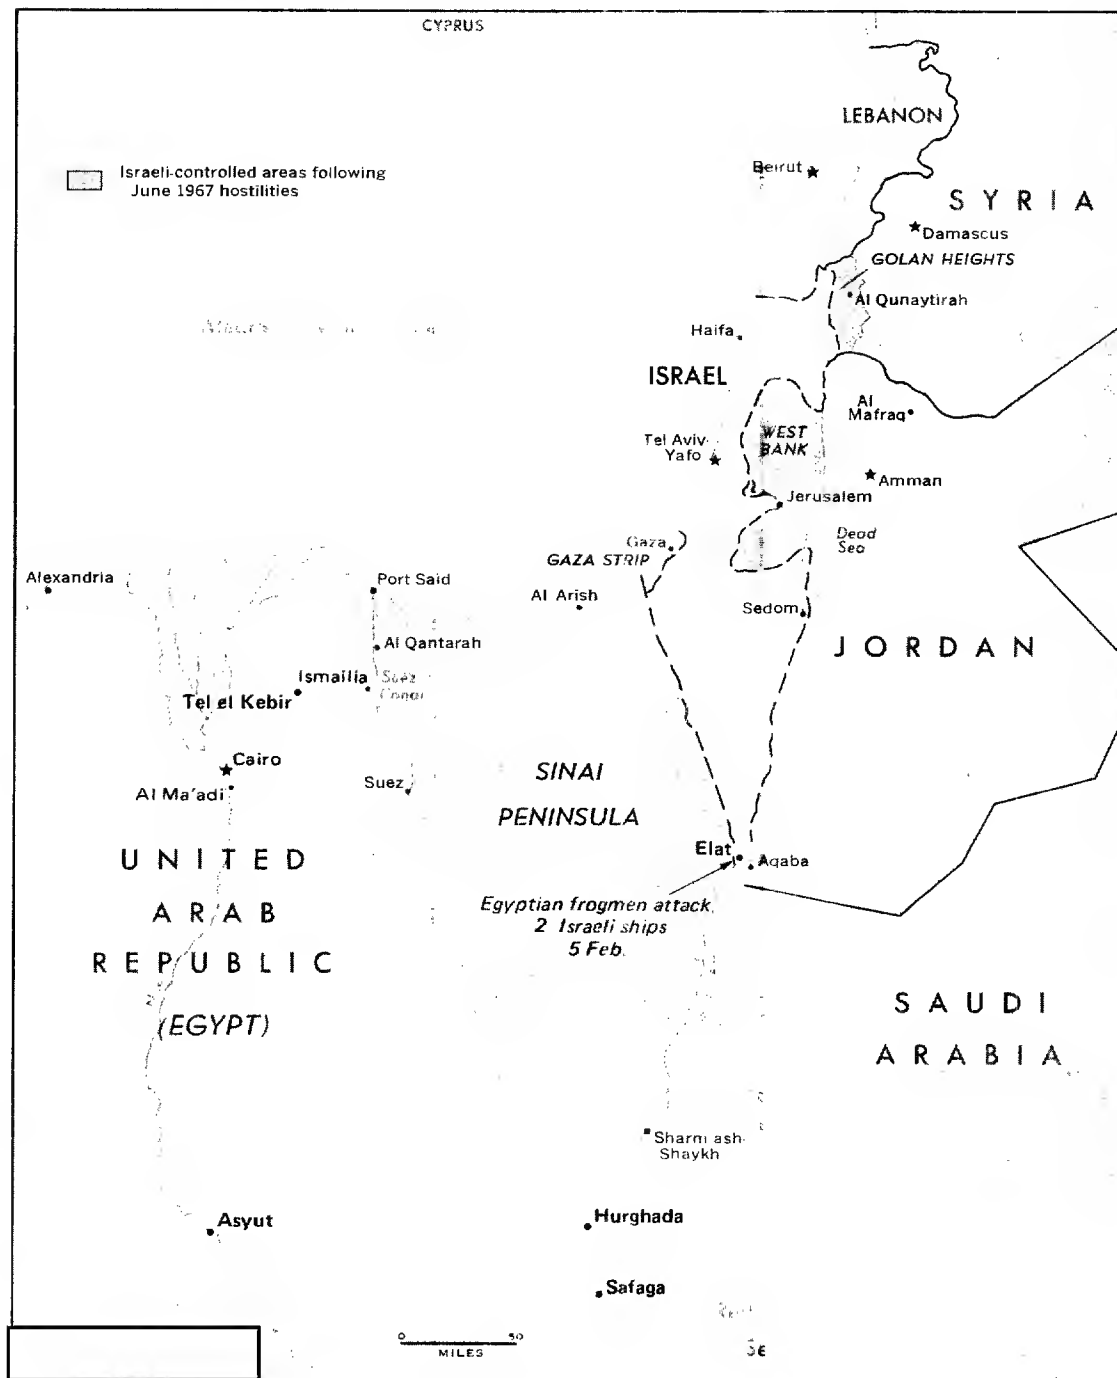 CYPRUS
LEBANON
Israeli-controlled areas following
June 1967 hostilities
Beirut
SYRIA
Damascus
GOLAN HEIGHTS
Al Qunaytirah
Haifa
ISRAEL
Al
Mafraq
WEST
BANK
Tel Aviv-
Yafo
Amman
Jerusalem
Dead
Sea
Gaza
GAZA STRIP
Alexandria
Port Said
Al Arish
Sedom
JORDAN
Al Qantarah
Ismailia
Suez
Canal
Tel el Kebir
Cairo
SINAI
PENINSULA
Suez
Al Ma'adi
Elat
Aqaba
UNITED
ARAB
REPUBLIC
(EGYPT)
Egyptian frogmen attack
2 Israeli ships
5 Feb.
SAUDI
ARABIA
Sharm ash-
Shaykh
Asyut
Hurghada
Safaga
0 50
MILES